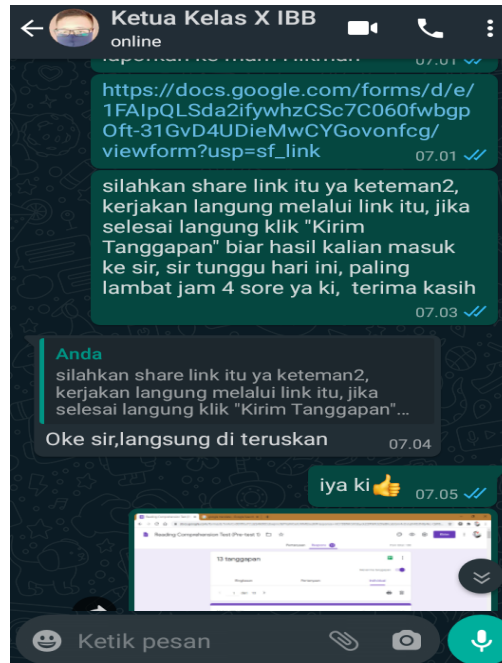 Ketua Kelas X IBB
online
07.01
https://docs.google.com/forms/d/e/
1FAIpQLSda2ifywhzCSc7C060fwbgp
Oft-31GvD4UDieMwCYGovonfcg/
viewform?usp=sf_link
07.01
silahkan share link itu ya keteman2,
kerjakan langung melalui link itu, jika
selesai langung klik "Kirim
Tanggapan" biar hasil kalian masuk
ke sir, sir tunggu hari ini, paling
lambat jam 4 sore ya ki, terima kasih
07.03
Anda
silahkan share link itu ya keteman2,
kerjakan langung melalui link itu, jika
selesai langung klik "Kirim Tanggapan"...
Oke sir,langsung di teruskan
07.04
iya ki
07.05
Reading Comprehension Test (Pre-test 1)
13 tanggapan
Ketik pesan